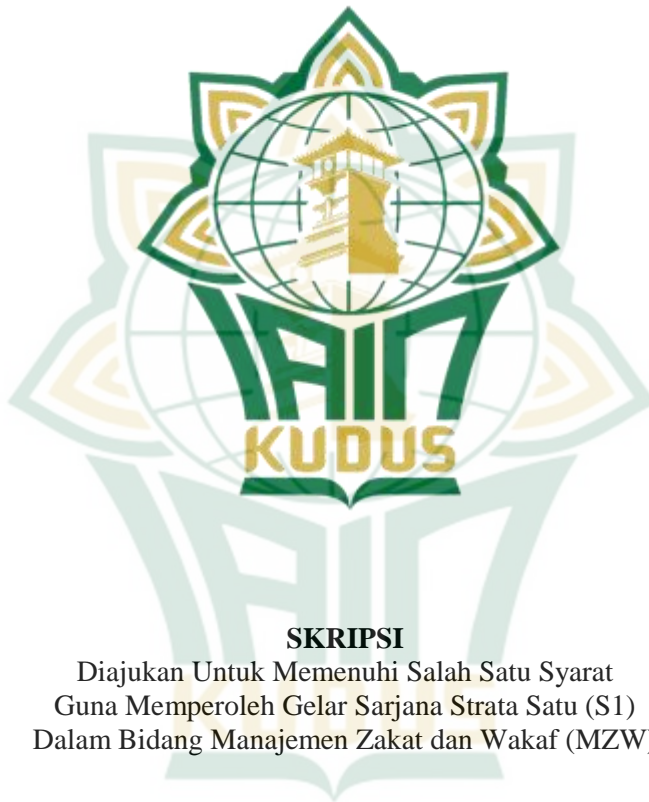 IAIN
KUDUS
SKRIPSI
Diajukan Untuk Memenuhi Salah Satu Syarat
Guna Memperoleh Gelar Sarjana Strata Satu (S1)
Dalam Bidang Manajemen Zakat dan Wakaf (MZW)